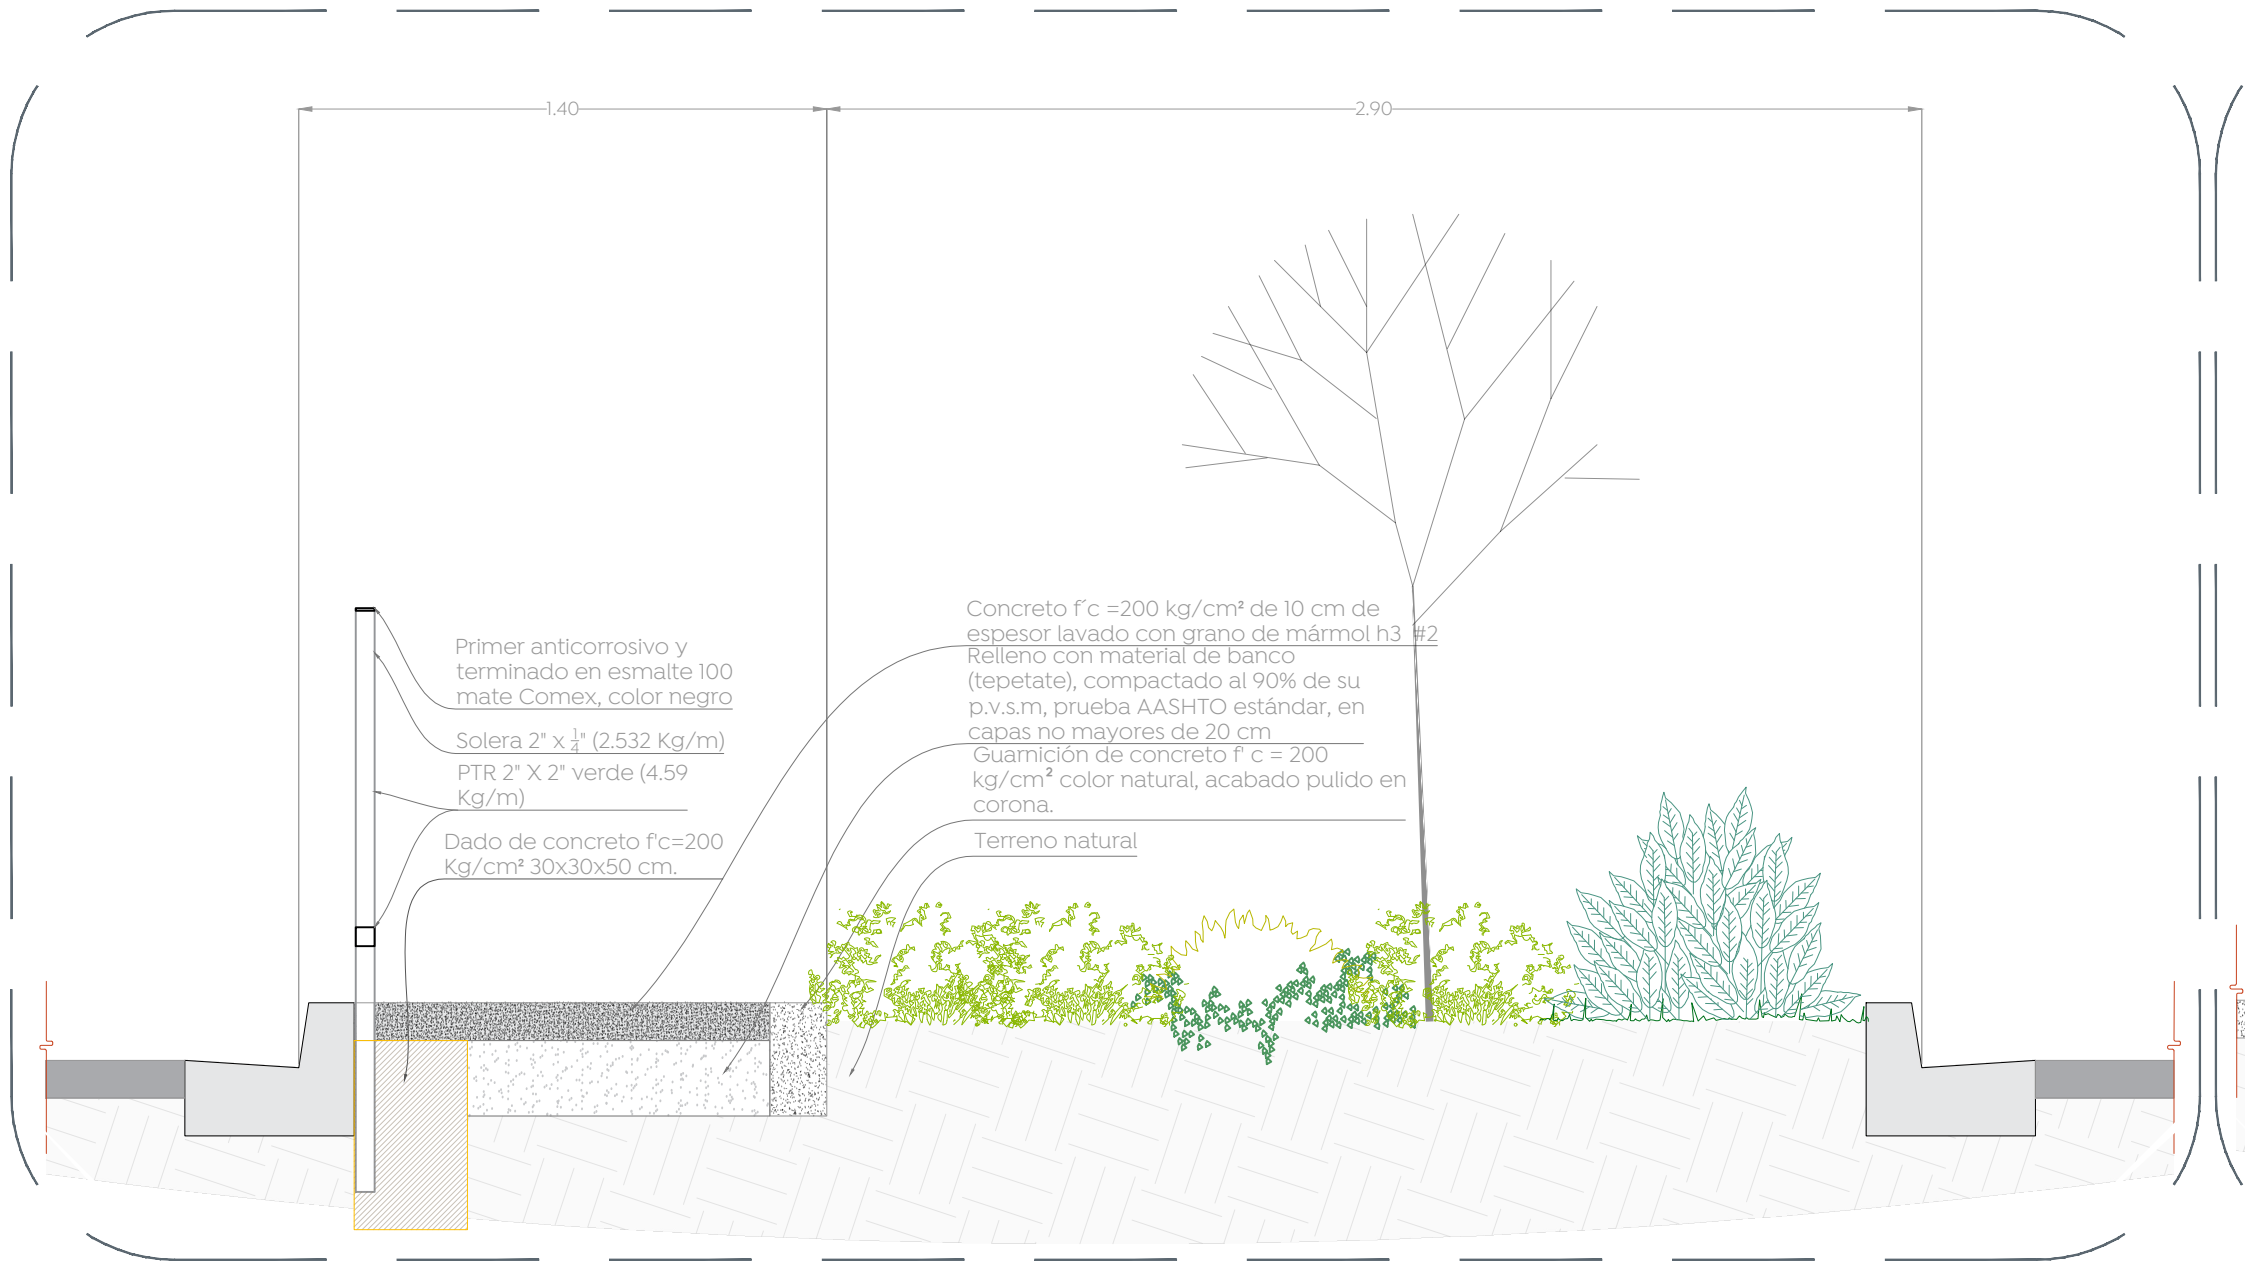 1.40
2.90
Primer anticorrosivo y
terminado en esmalte 100
mate Comex, color negro
Solera 2" x 1/4" (2.532 Kg/m)
PTR 2" X 2" verde (4.59
Kg/m)
Dado de concreto f'c=200
Kg/cm² 30x30x50 cm.
Concreto f´c =200 kg/cm² de 10 cm de
espesor lavado con grano de mármol h3 #2
Relleno con material de banco
(tepetate), compactado al 90% de su
p.v.s.m, prueba AASHTO estándar, en
capas no mayores de 20 cm
Guarnición de concreto f' c = 200
kg/cm² color natural, acabado pulido en
corona.
Terreno natural